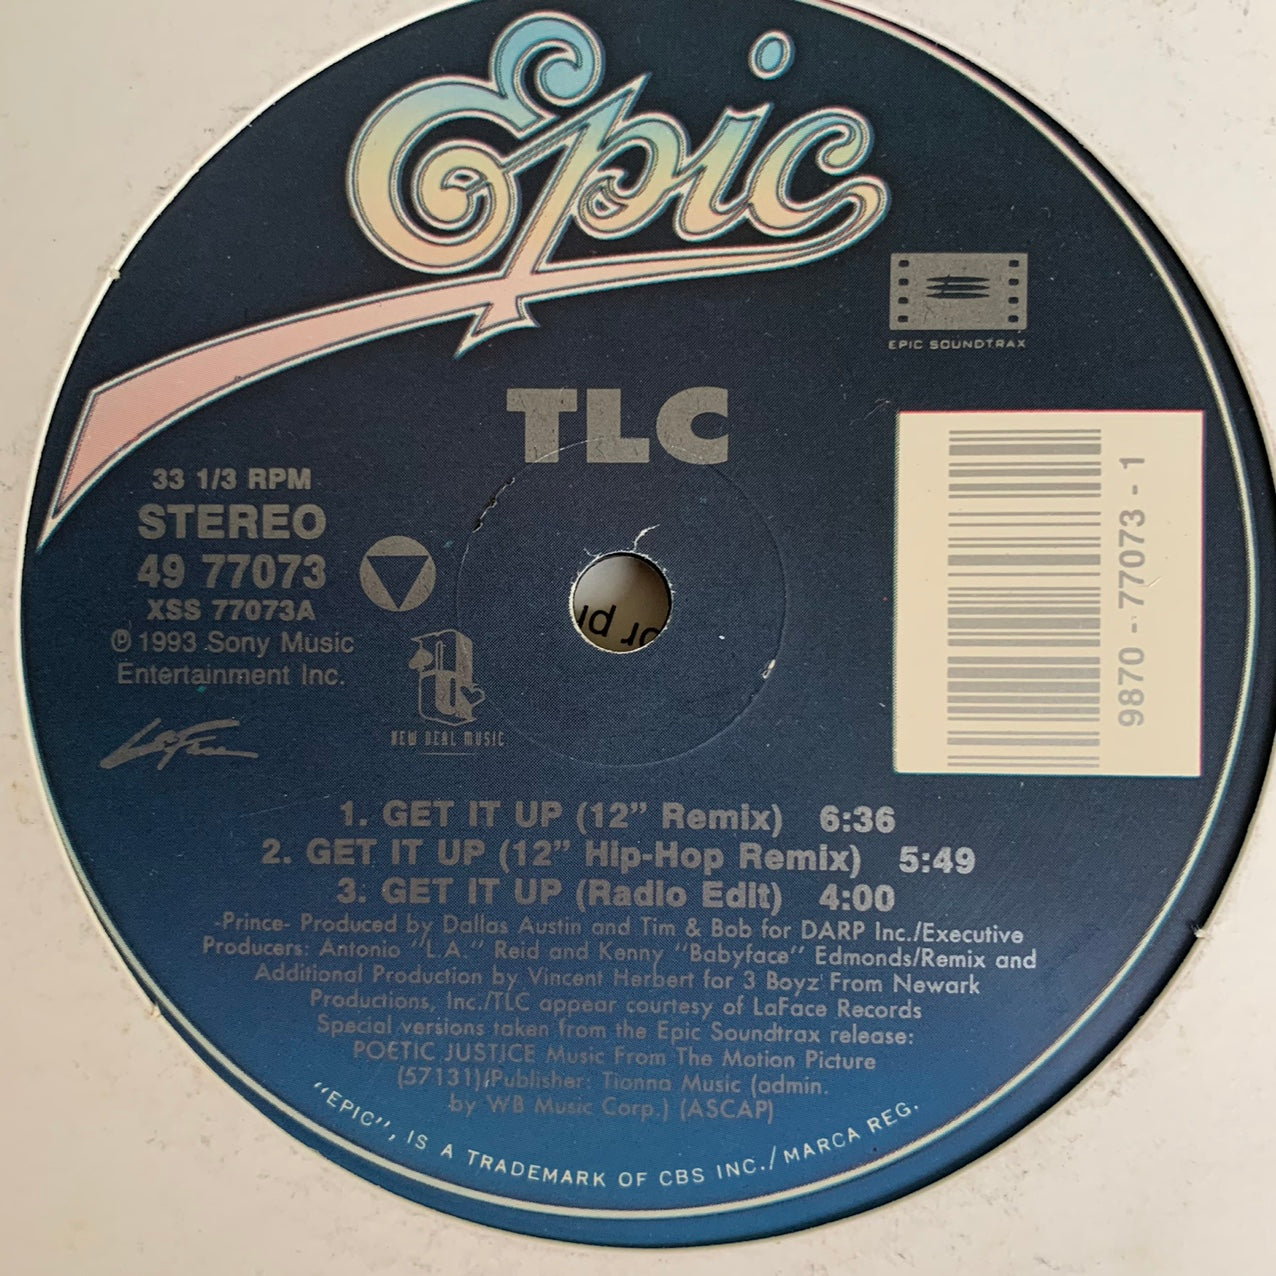 Epic
EPIC SOUNDTRAX
TLC
33 1/3 RPM
STEREO
49 77073
XSS 77073A
℗ 1993 Sony Music
Entertainment Inc.
LaFace
NEW DEAL MUSIC
9870 - 77073 - 1
1. GET IT UP (12" Remix) 6:36
2. GET IT UP (12" Hip-Hop Remix) 5:49
3. GET IT UP (Radio Edit) 4:00
-Prince- Produced by Dallas Austin and Tim & Bob for DARP Inc./Executive
Producers: Antonio "L.A." Reid and Kenny "Babyface" Edmonds/Remix and
Additional Production by Vincent Herbert for 3 Boyz From Newark
Productions, Inc./TLC appear courtesy of LaFace Records
Special versions taken from the Epic Soundtrax release:
POETIC JUSTICE Music From The Motion Picture
(57131)/Publisher: Tionna Music (admin.
by WB Music Corp.) (ASCAP)
"EPIC", IS A TRADEMARK OF CBS INC./MARCA REG.